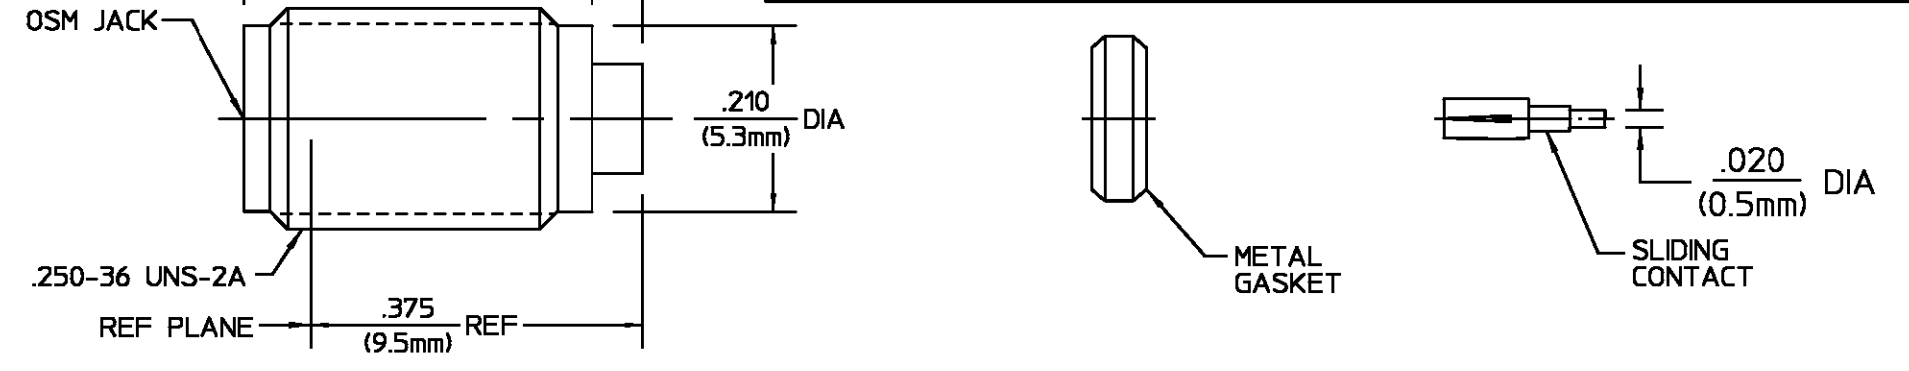 OSM JACK
.210
(5.3mm)
DIA
.250-36 UNS-2A
REF PLANE
.375
(9.5mm)
REF
METAL
GASKET
.020
(0.5mm)
DIA
SLIDING
CONTACT